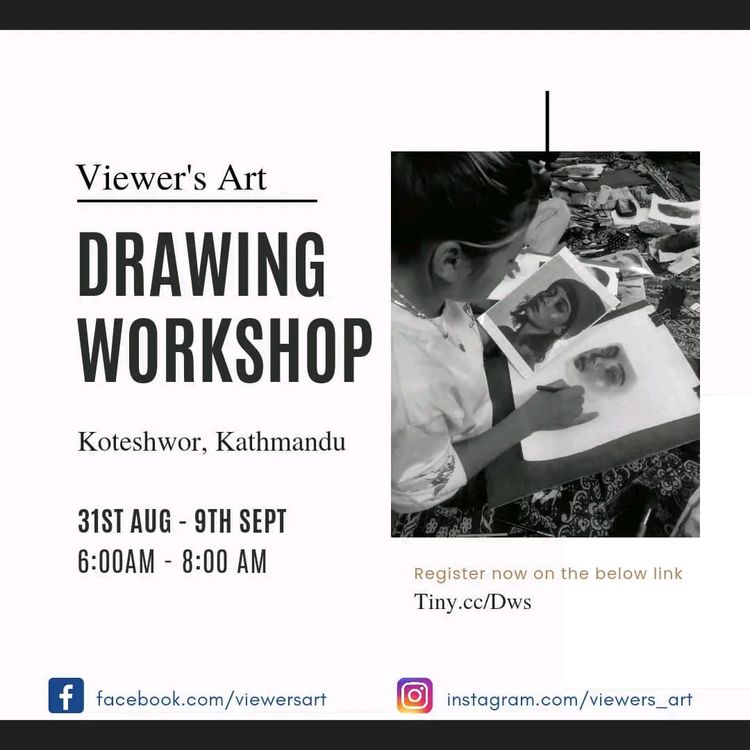 Viewer's Art
DRAWING
WORKSHOP
Koteshwor, Kathmandu
31ST AUG - 9TH SEPT
6:00AM - 8:00 AM
Register now on the below link
Tiny.cc/Dws
facebook.com/viewersart
instagram.com/viewers_art